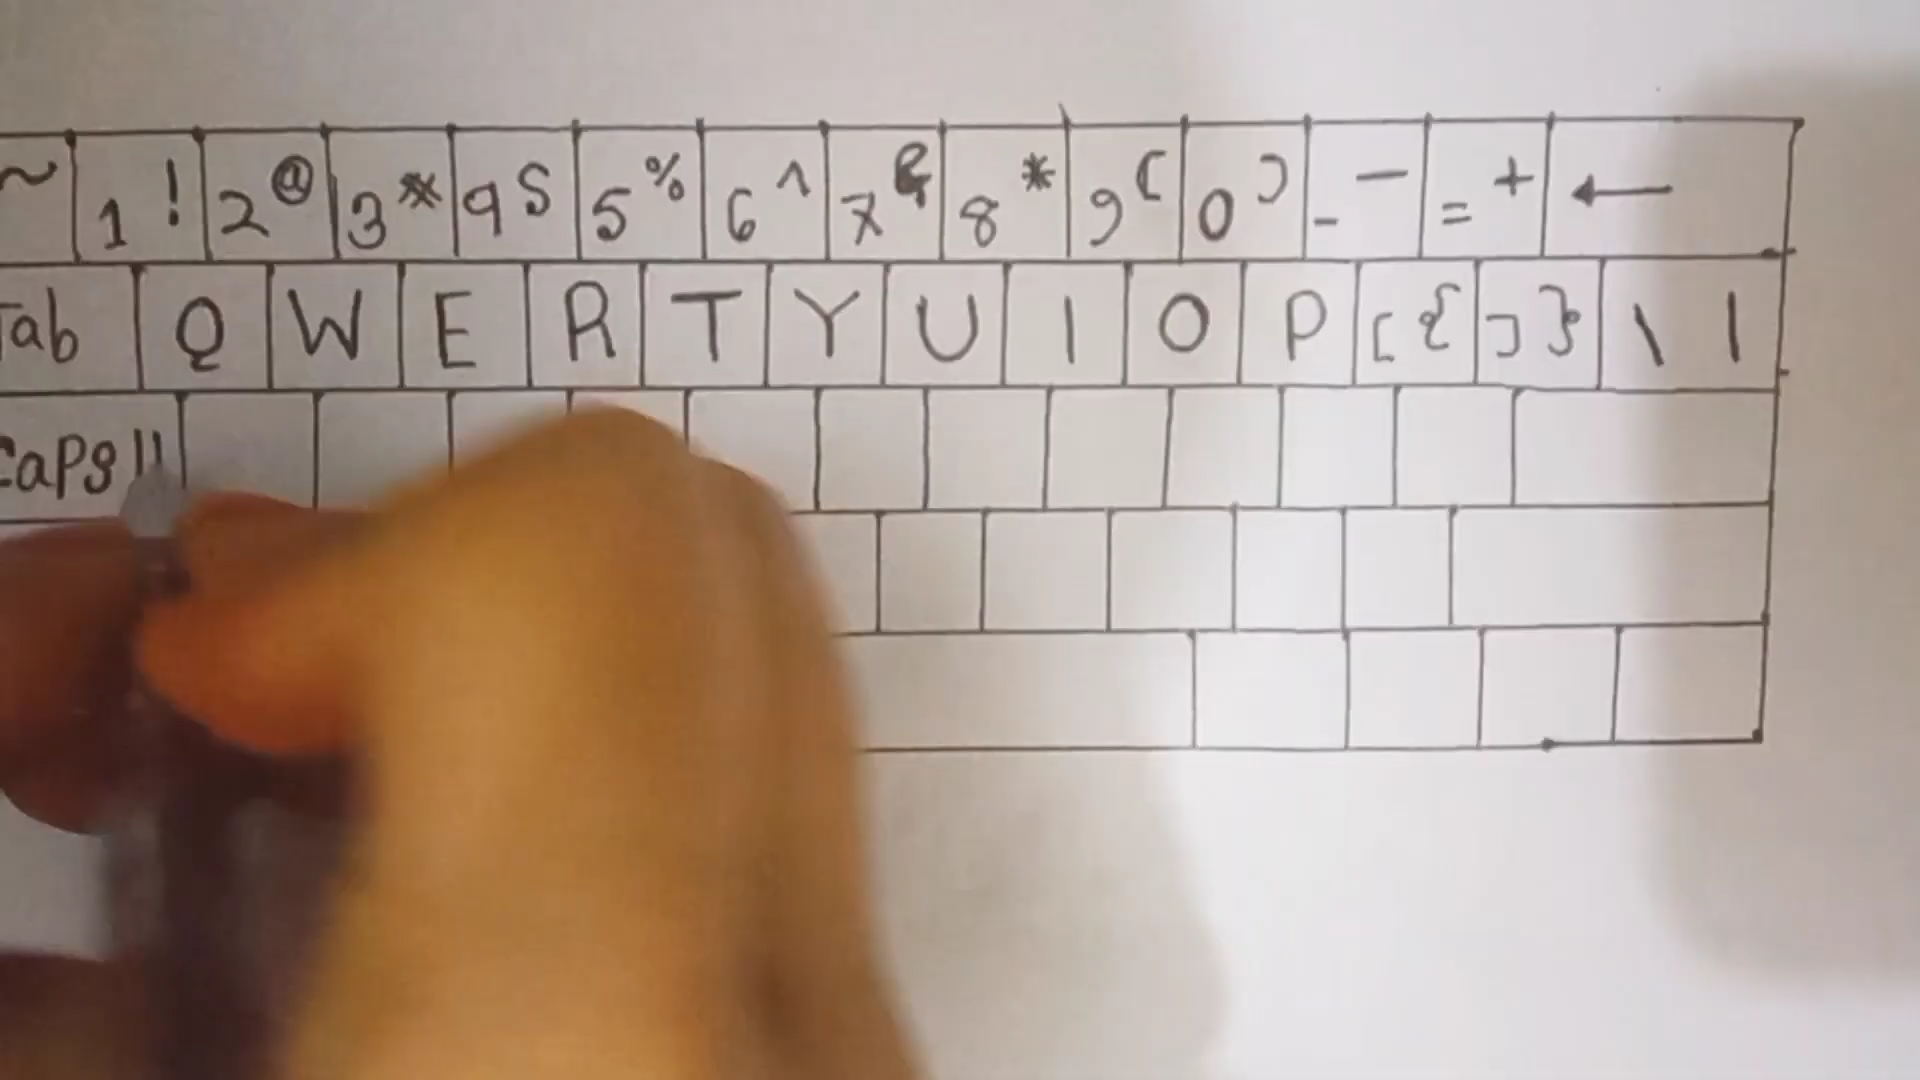 ~ 1 ! 2 @ 3 * 9 S 5 % 6 ^ 7 & 8 * 9 ( 0 ) - — = + ←
Tab Q W E R T Y U I O P [ { ] } \ |
Caps ||